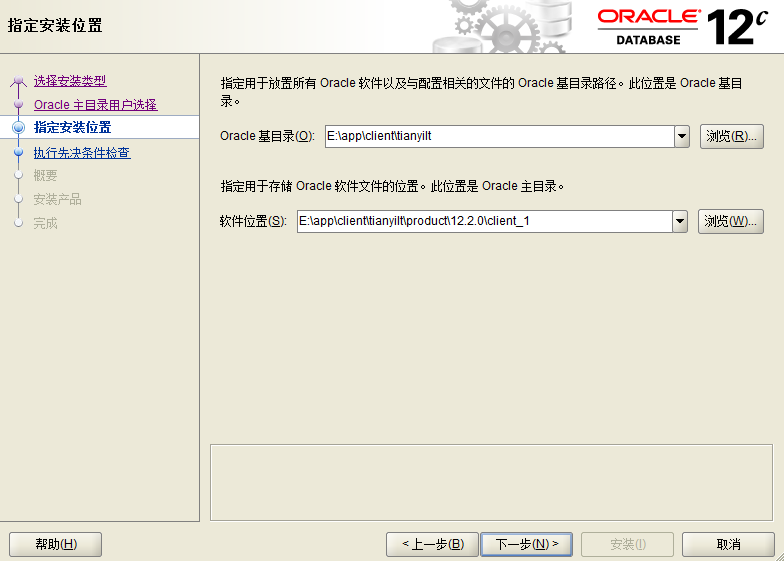 指定安装位置
ORACLE®
DATABASE
12c
选择安装类型
Oracle 主目录用户选择
指定安装位置
执行先决条件检查
概要
安装产品
完成
指定用于放置所有 Oracle 软件以及与配置相关的文件的 Oracle 基目录路径。此位置是 Oracle 基目
录。
Oracle 基目录(O): E:\app\client\tianyilt 浏览(R)...
指定用于存储 Oracle 软件文件的位置。此位置是 Oracle 主目录。
软件位置(S): E:\app\client\tianyilt\product\12.2.0\client_1 浏览(W)...
帮助(H) < 上一步(B) 下一步(N) > 安装(I) 取消